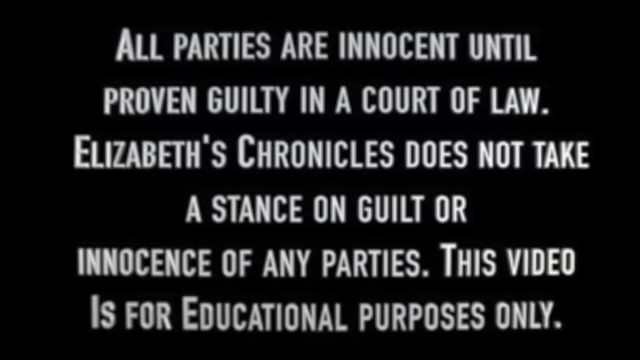 All parties are innocent until
proven guilty in a court of law.
Elizabeth's Chronicles does not take
a stance on guilt or
innocence of any parties. This video
Is for Educational purposes only.